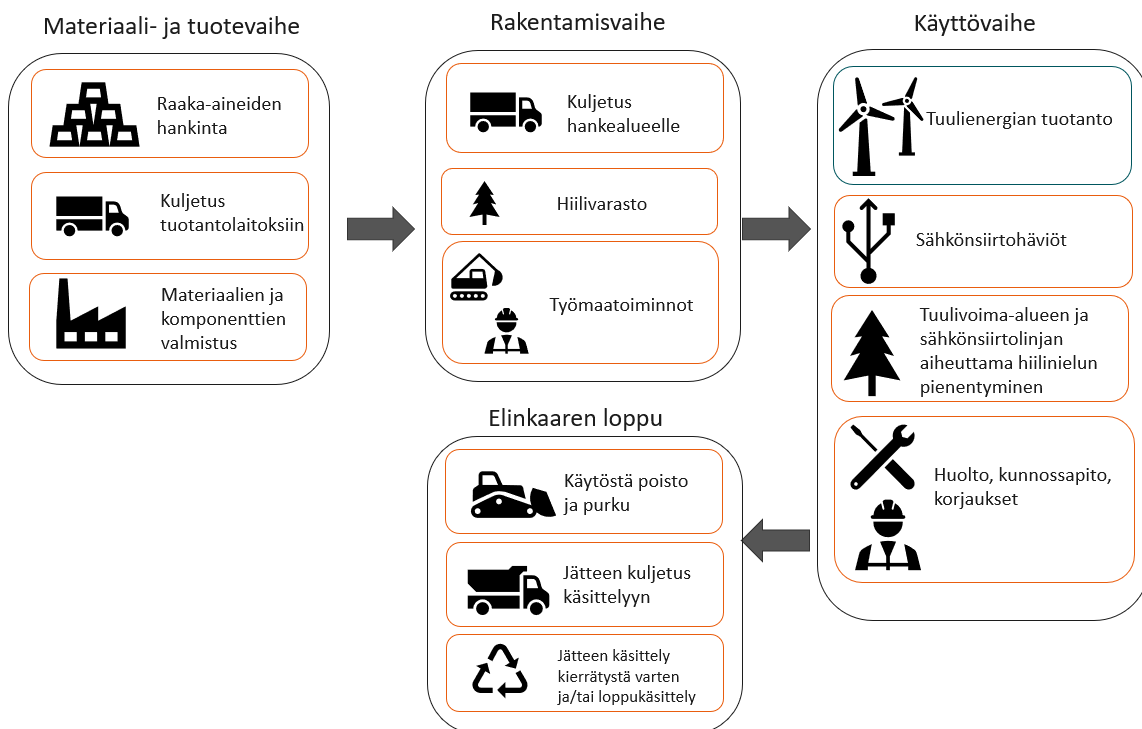 Materiaali- ja tuotevaihe
Raaka-aineiden
hankinta
Kuljetus
tuotantolaitoksiin
Materiaalien ja
komponenttien
valmistus
Rakentamisvaihe
Kuljetus
hankealueelle
Hiilivarasto
Työmaatoiminnot
Käyttövaihe
Tuulienergian tuotanto
Sähkönsiirtohäviöt
Tuulivoima-alueen ja
sähkönsiirtolinjan
aiheuttama hiilinielun
pienentyminen
Huolto, kunnossapito,
korjaukset
Elinkaaren loppu
Käytöstä poisto
ja purku
Jätteen kuljetus
käsittelyyn
Jätteen käsittely
kierrätystä varten
ja/tai loppukäsittely